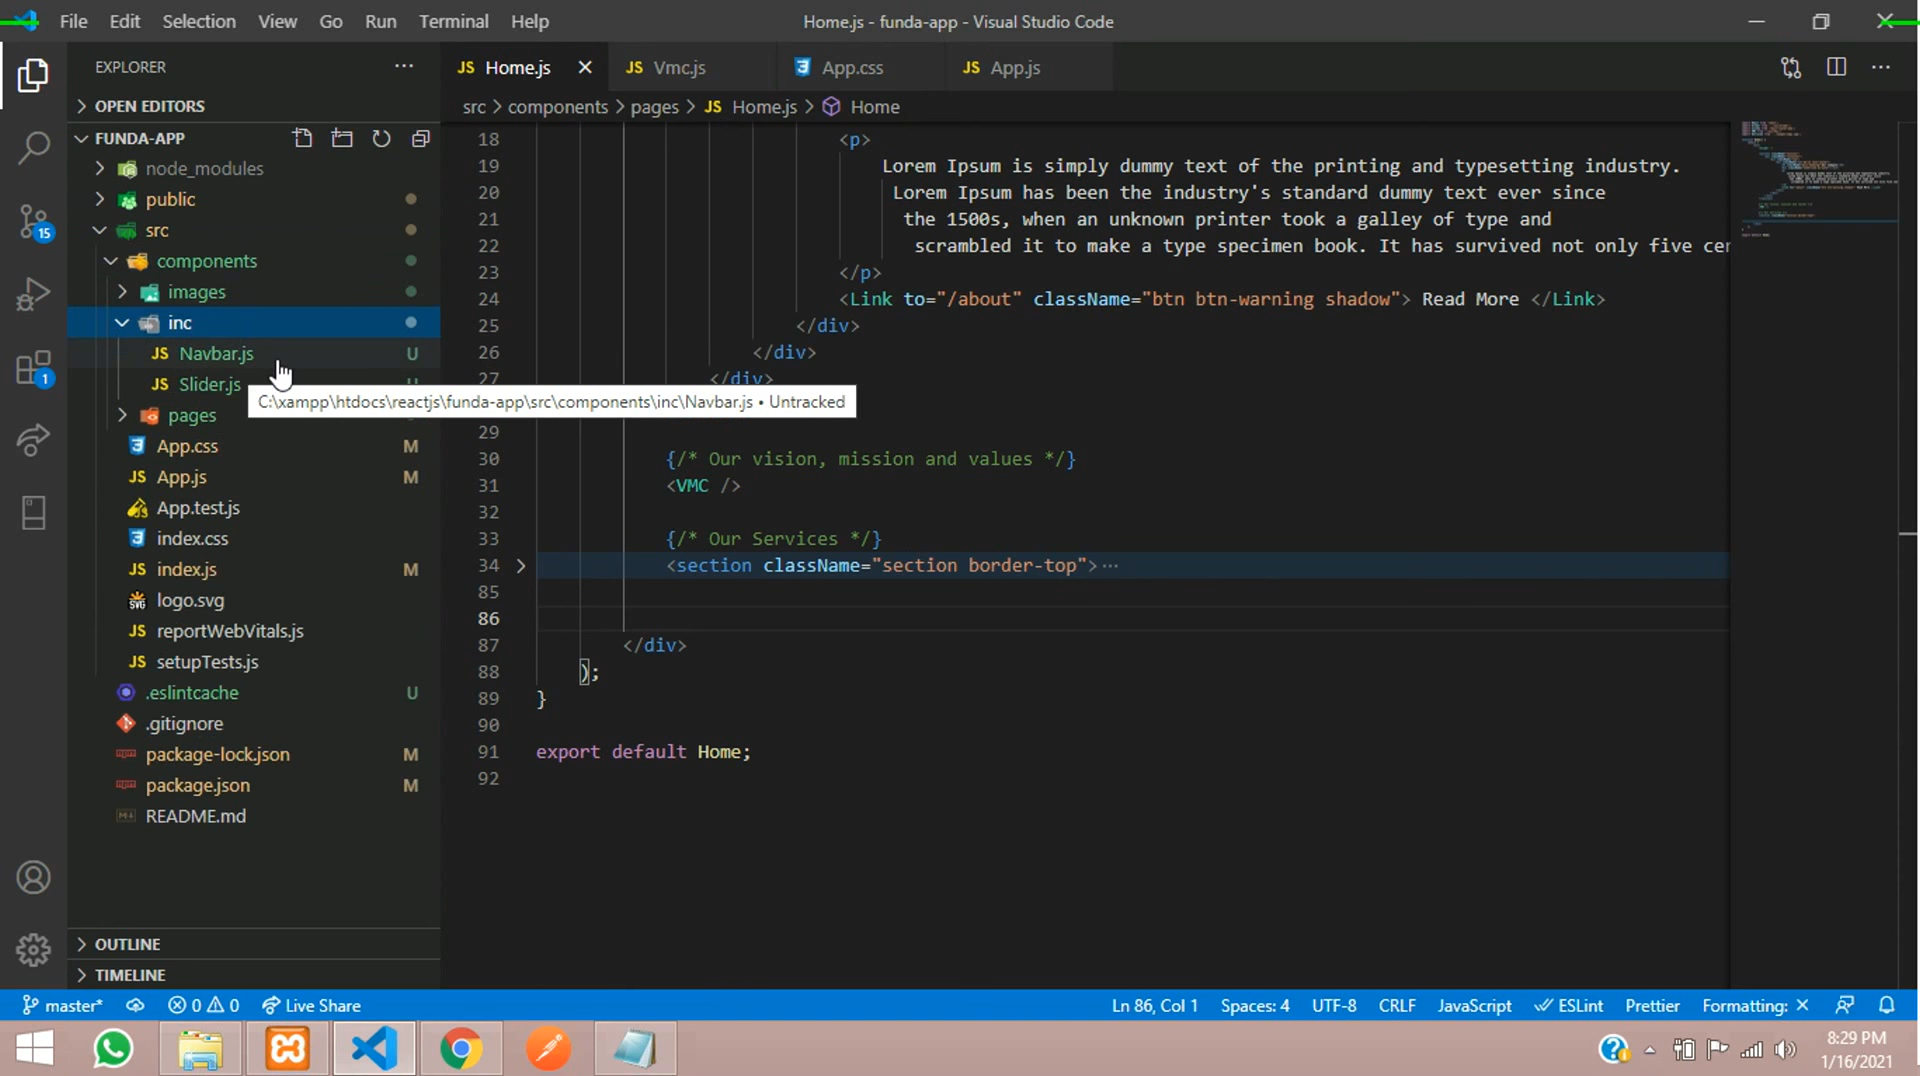 File Edit Selection View Go Run Terminal Help
Home.js - funda-app - Visual Studio Code
EXPLORER
OPEN EDITORS
FUNDA-APP
node_modules
public
src
components
images
inc
JS Navbar.js U
JS Slider.js
C:\xampp\htdocs\reactjs\funda-app\src\components\inc\Navbar.js • Untracked
pages
App.css M
JS App.js M
App.test.js
index.css
JS index.js M
logo.svg
JS reportWebVitals.js
JS setupTests.js
.eslintcache U
.gitignore
package-lock.json M
package.json M
README.md
OUTLINE
TIMELINE
15
1
JS Home.js JS Vmc.js App.css JS App.js
src > components > pages > JS Home.js > Home
18 <p>
19 Lorem Ipsum is simply dummy text of the printing and typesetting industry.
20 Lorem Ipsum has been the industry's standard dummy text ever since
21 the 1500s, when an unknown printer took a galley of type and
22 scrambled it to make a type specimen book. It has survived not only five cen
23 </p>
24 <Link to="/about" className="btn btn-warning shadow"> Read More </Link>
25 </div>
26 </div>
27 </div>
29
30 {/* Our vision, mission and values */}
31 <VMC />
32
33 {/* Our Services */}
34 <section className="section border-top">···
85
86
87 </div>
88 );
89 }
90
91 export default Home;
92
master* 0 0 Live Share
Ln 86, Col 1 Spaces: 4 UTF-8 CRLF JavaScript ESLint Prettier Formatting: ×
8:29 PM
1/16/2021